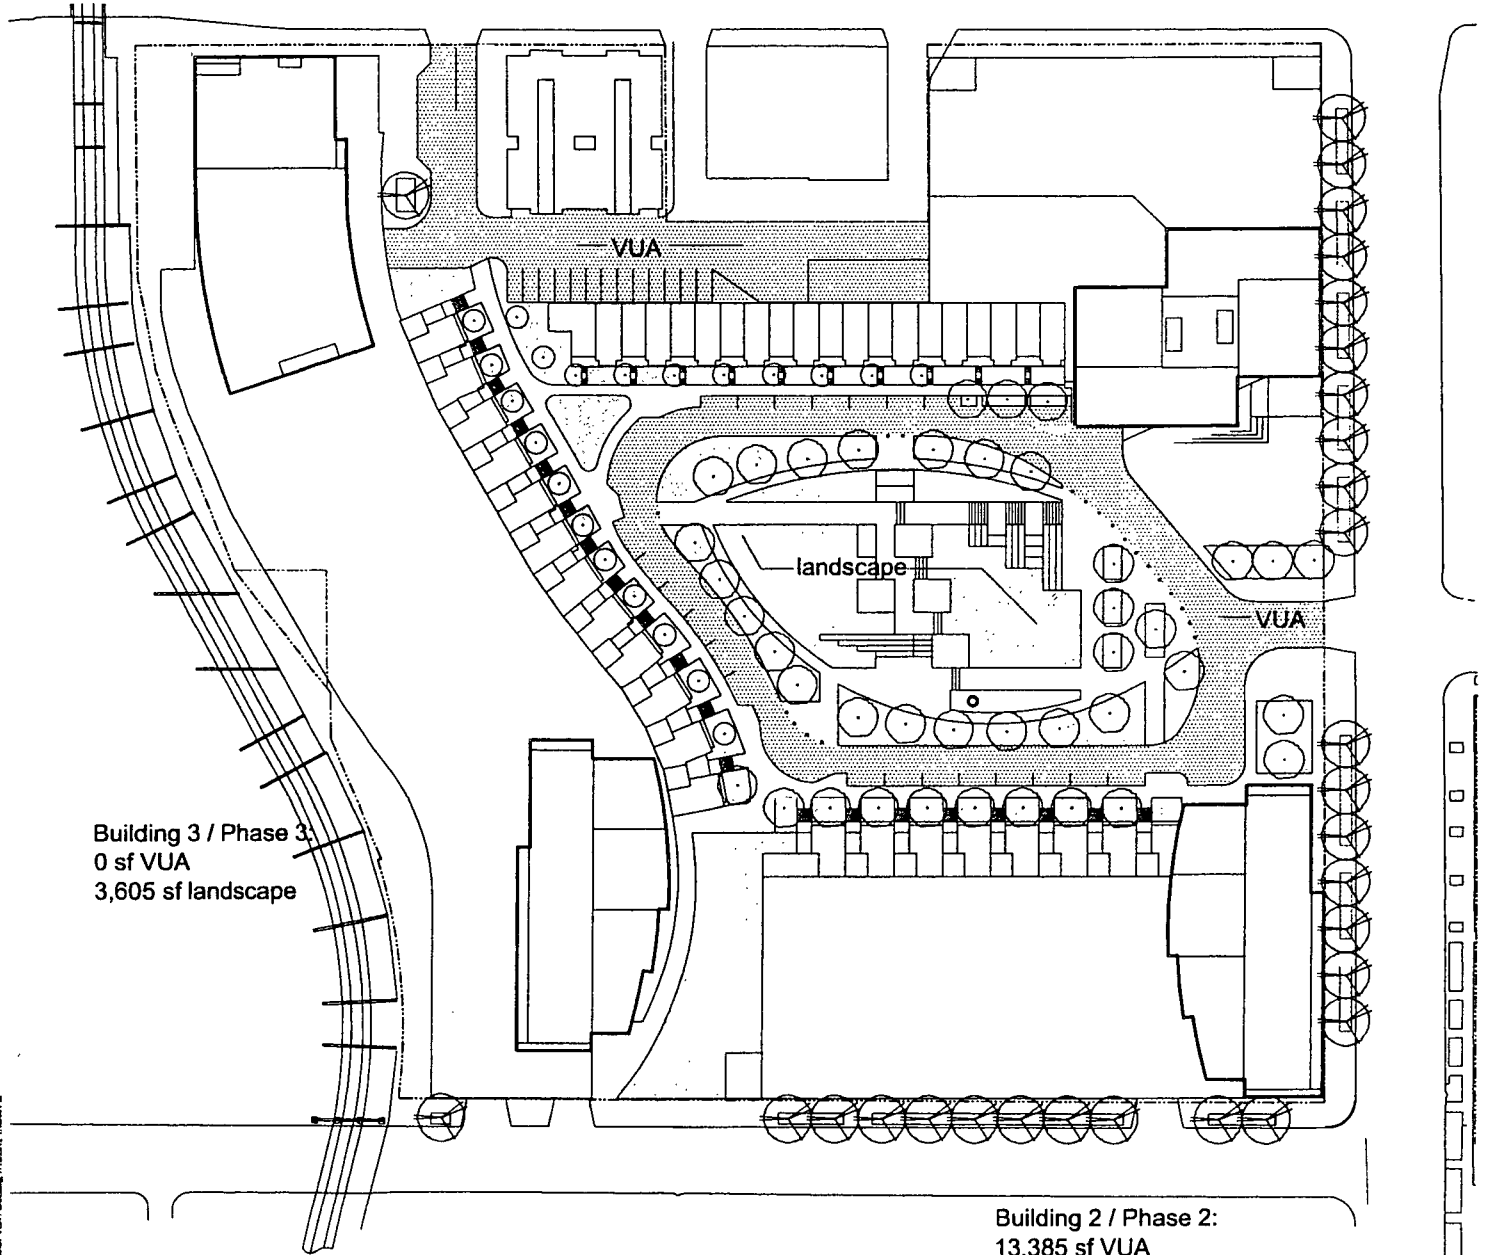 VUA
landscape
VUA
Building 3 / Phase 3:
0 sf VUA
3,605 sf landscape
Building 2 / Phase 2:
13,385 sf VUA